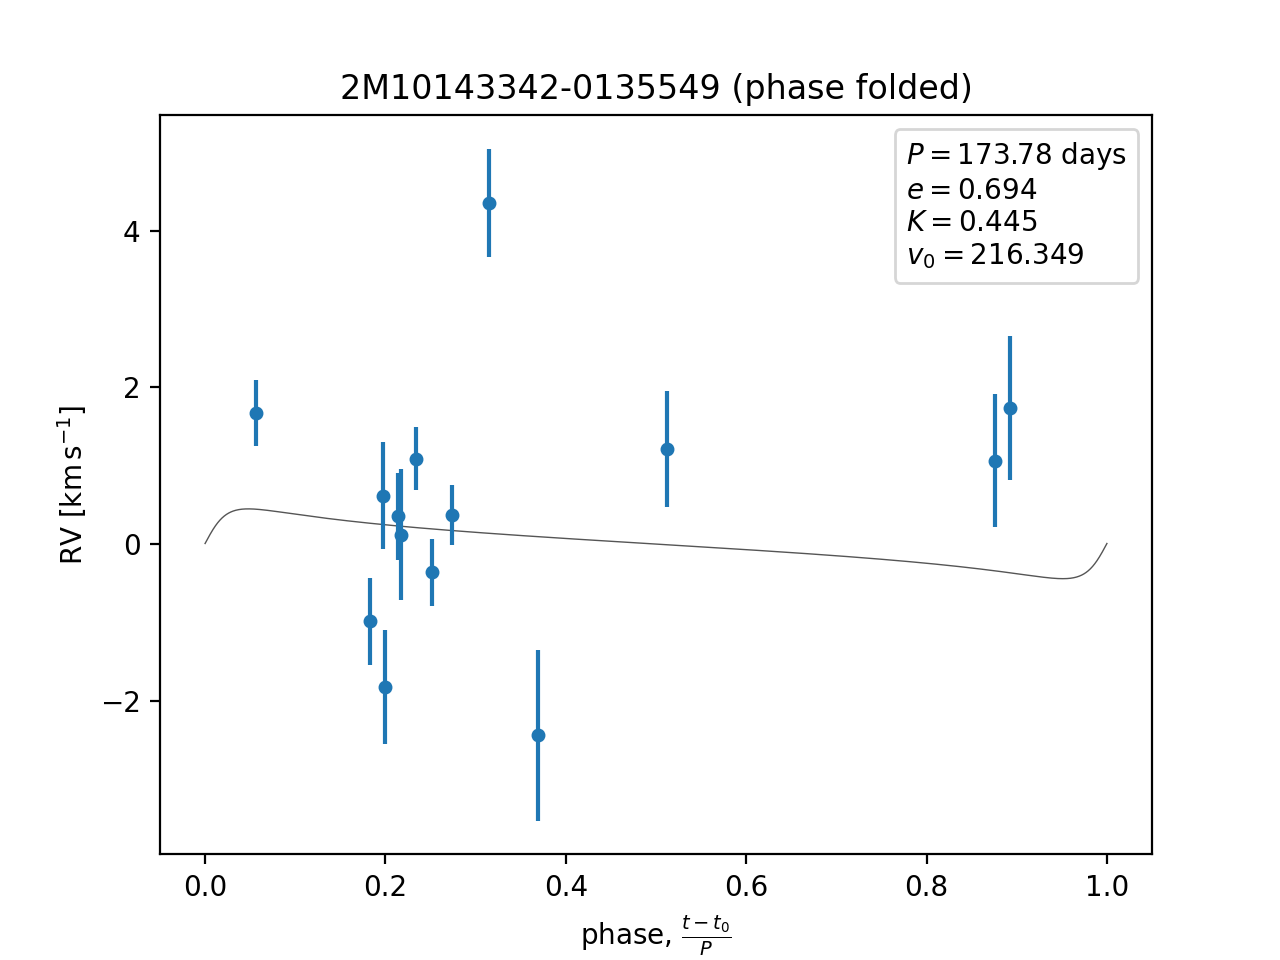 2M10143342-0135549 (phase folded)
P = 173.78 days
e = 0.694
K = 0.445
v₀ = 216.349
RV [km s⁻¹]
4
2
0
−2
0.0 0.2 0.4 0.6 0.8 1.0
phase, (t − t₀)/P